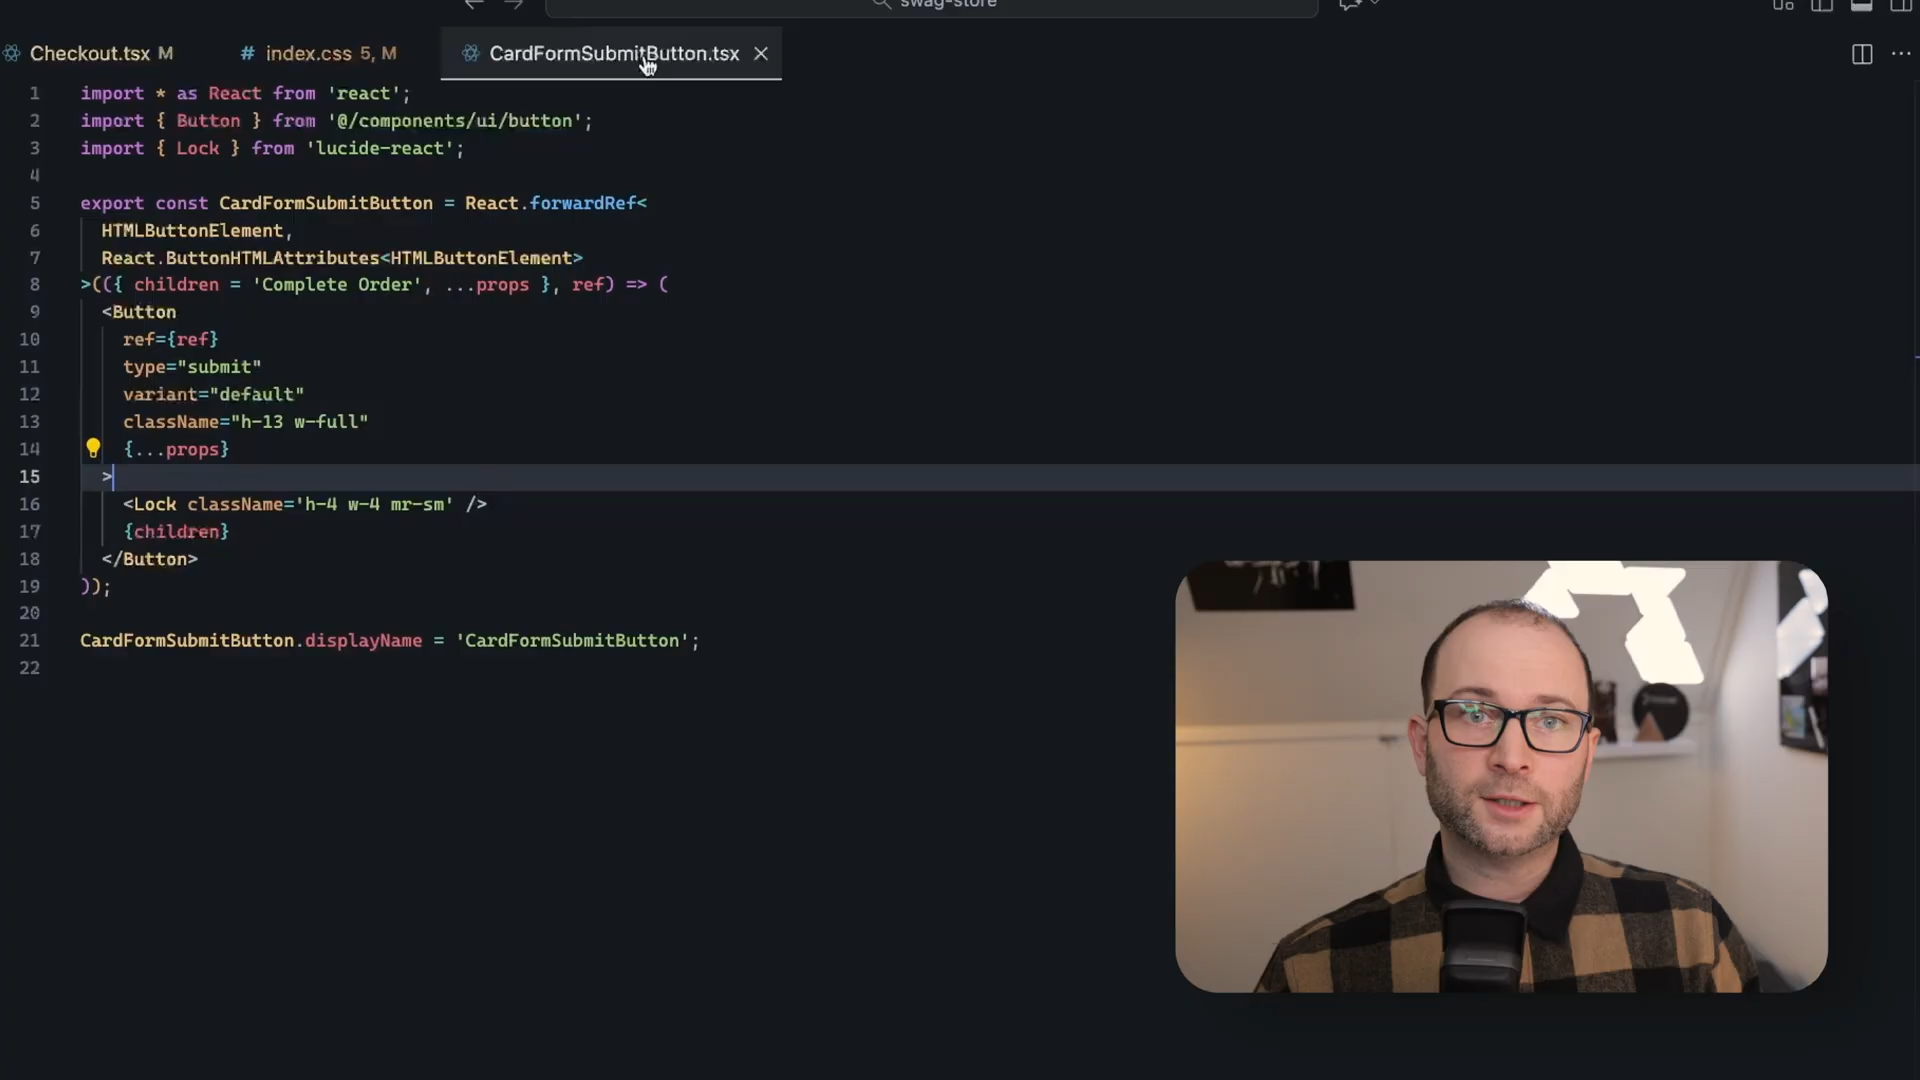 swag-store
Checkout.tsx M
# index.css 5, M
CardFormSubmitButton.tsx
1 import * as React from 'react';
2 import { Button } from '@/components/ui/button';
3 import { Lock } from 'lucide-react';
4
5 export const CardFormSubmitButton = React.forwardRef<
6 HTMLButtonElement,
7 React.ButtonHTMLAttributes<HTMLButtonElement>
8 >(({ children = 'Complete Order', ...props }, ref) => (
9 <Button
10 ref={ref}
11 type="submit"
12 variant="default"
13 className="h-13 w-full"
14 {...props}
15 >
16 <Lock className='h-4 w-4 mr-sm' />
17 {children}
18 </Button>
19 ));
20
21 CardFormSubmitButton.displayName = 'CardFormSubmitButton';
22